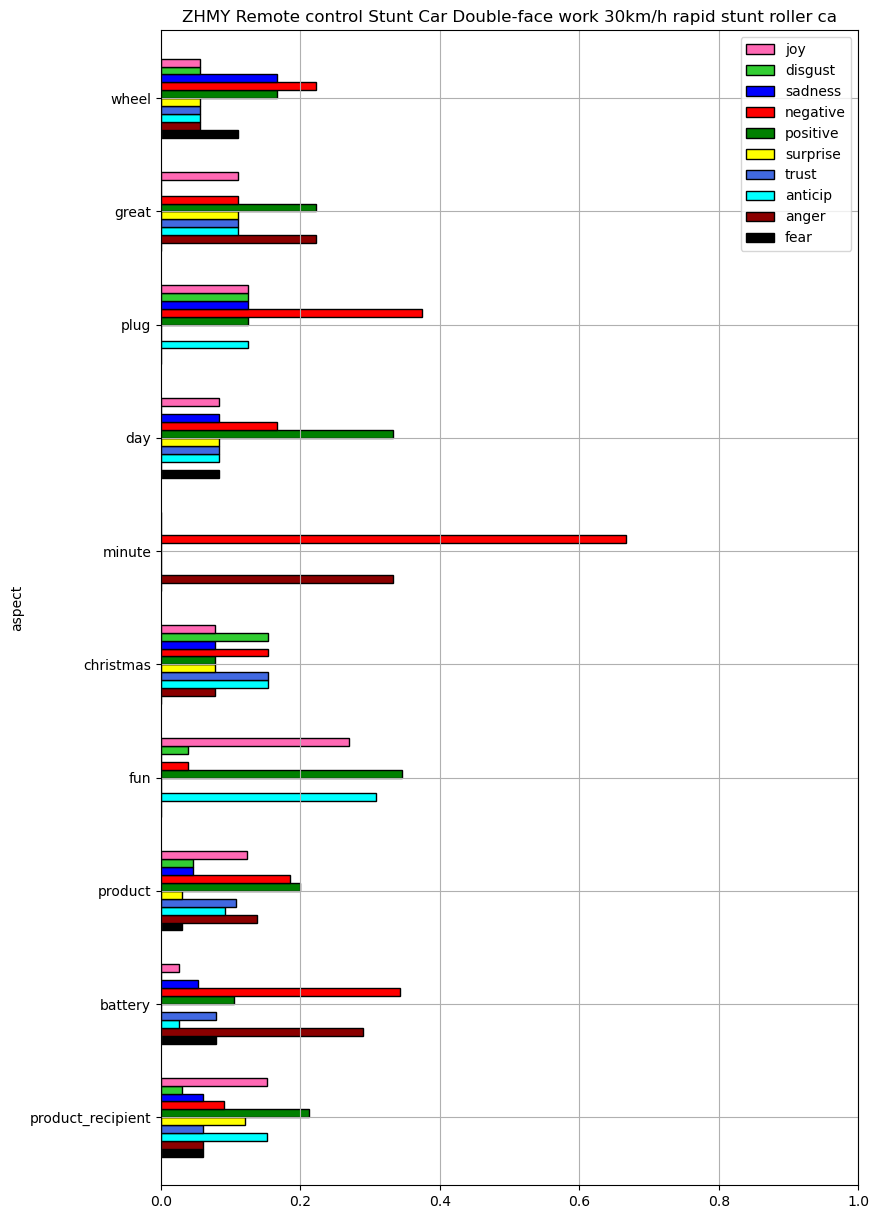 ZHMY Remote control Stunt Car Double-face work 30km/h rapid stunt roller ca
joy
disgust
sadness
negative
positive
surprise
trust
anticip
anger
fear
wheel
great
plug
day
minute
christmas
fun
product
battery
product_recipient
aspect
0.0 0.2 0.4 0.6 0.8 1.0